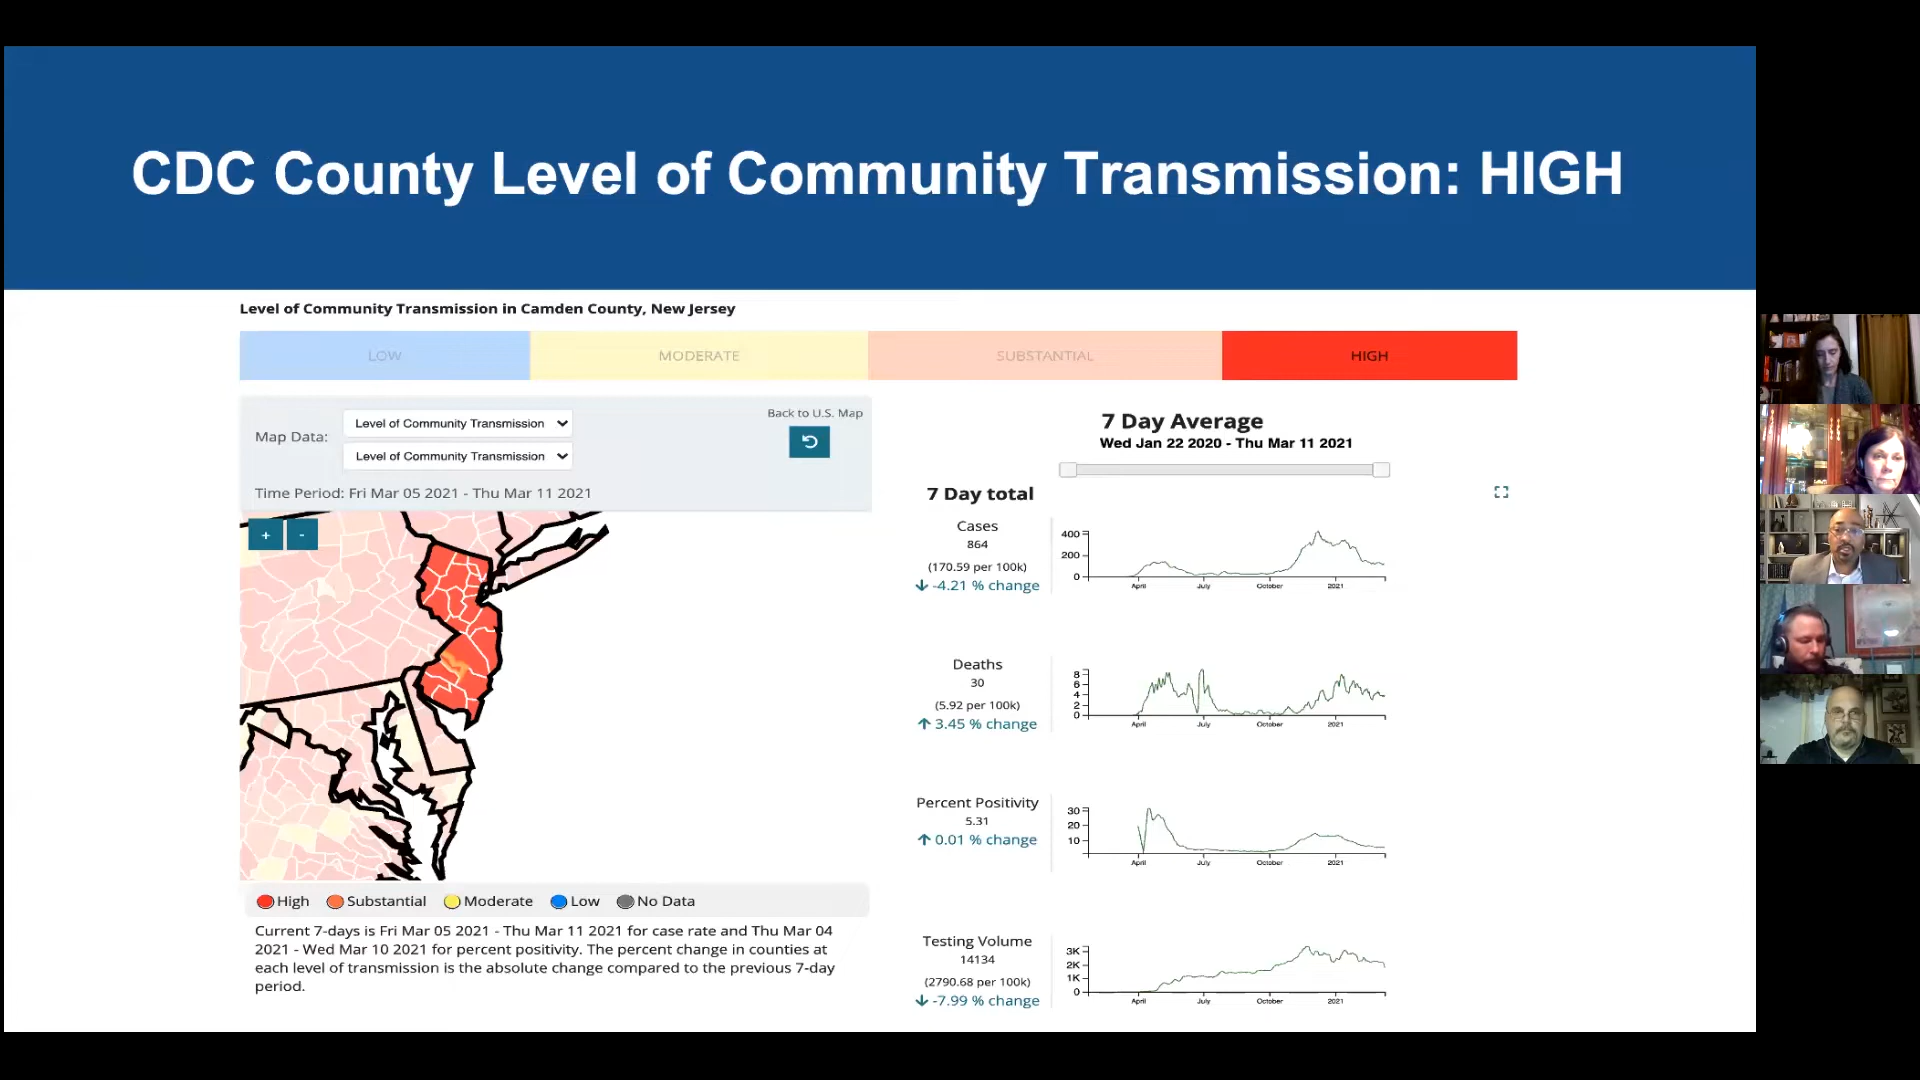 CDC County Level of Community Transmission: HIGH
Level of Community Transmission in Camden County, New Jersey
LOW
MODERATE
SUBSTANTIAL
HIGH
Map Data:
Level of Community Transmission
Level of Community Transmission
Back to U.S. Map
Time Period: Fri Mar 05 2021 - Thu Mar 11 2021
+
-
High
Substantial
Moderate
Low
No Data
Current 7-days is Fri Mar 05 2021 - Thu Mar 11 2021 for case rate and Thu Mar 04
2021 - Wed Mar 10 2021 for percent positivity. The percent change in counties at
each level of transmission is the absolute change compared to the previous 7-day
period.
7 Day Average
Wed Jan 22 2020 - Thu Mar 11 2021
7 Day total
Cases
864
(170.59 per 100k)
-4.21 % change
400
200
0
April
July
October
2021
Deaths
30
(5.92 per 100k)
3.45 % change
8
6
4
2
0
April
July
October
2021
Percent Positivity
5.31
0.01 % change
30
20
10
April
July
October
2021
Testing Volume
14134
(2790.68 per 100k)
-7.99 % change
3K
2K
1K
0
April
July
October
2021